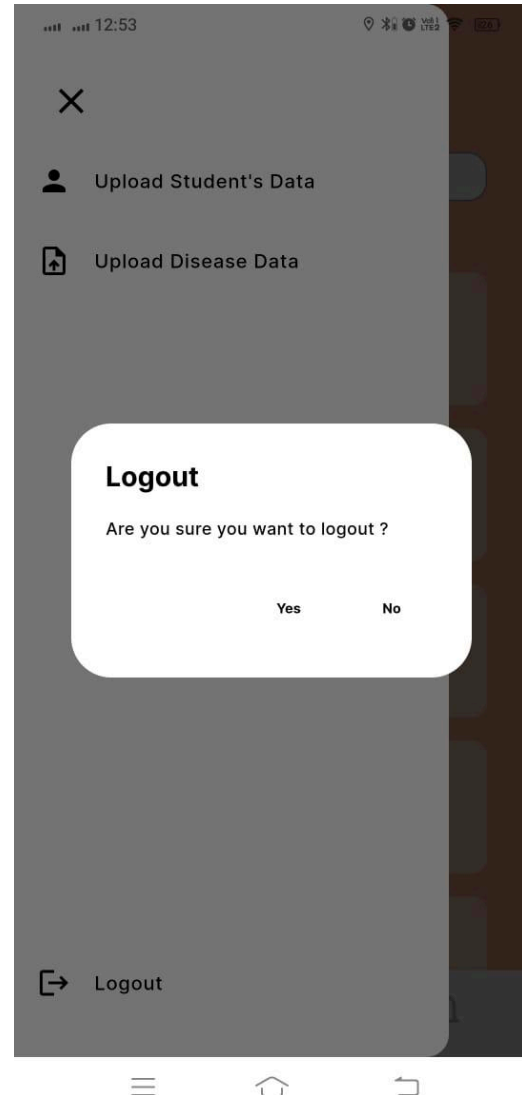 12:53
Upload Student's Data
Upload Disease Data
Logout
Are you sure you want to logout ?
Yes No
Logout